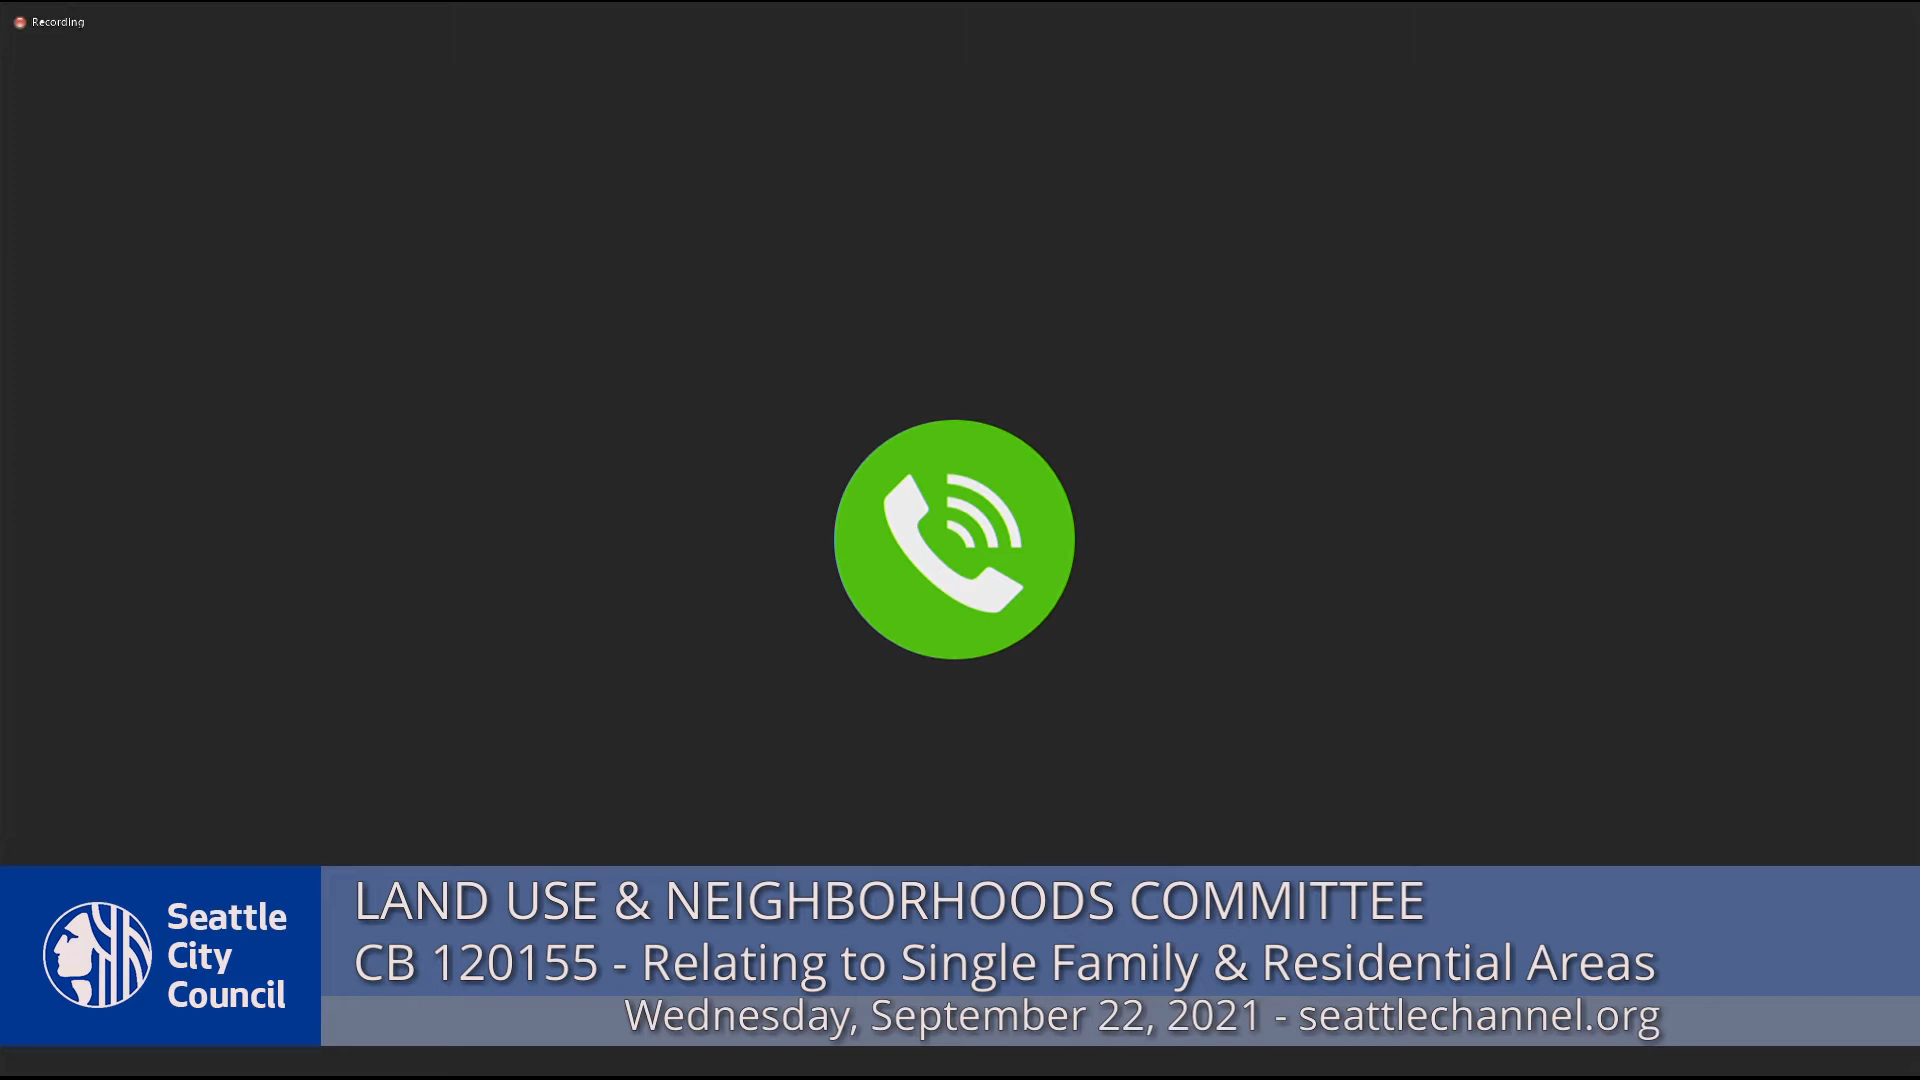 Recording
Seattle
City
Council
LAND USE & NEIGHBORHOODS COMMITTEE
CB 120155 - Relating to Single Family & Residential Areas
Wednesday, September 22, 2021 - seattlechannel.org